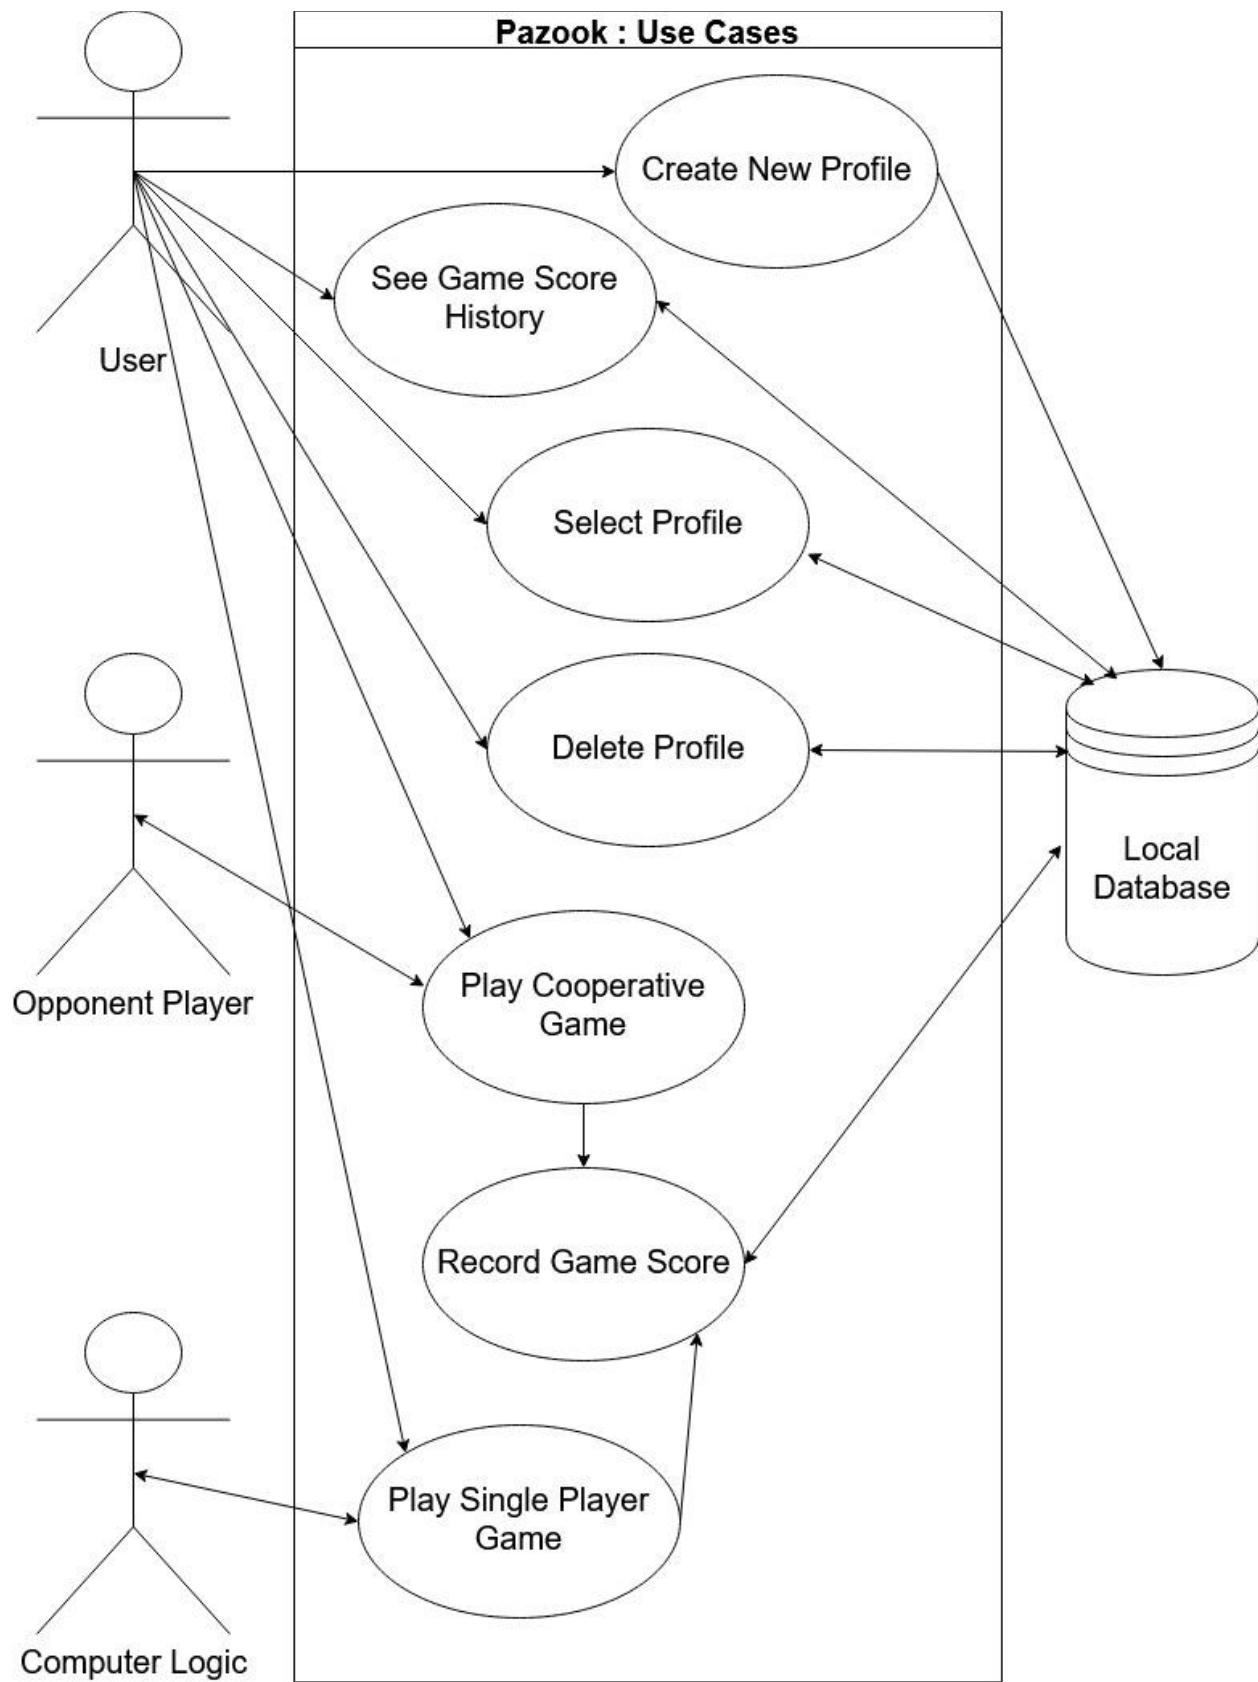 Pazook : Use Cases
Create New Profile
See Game Score
History
User
Select Profile
Delete Profile
Local
Database
Play Cooperative
Game
Opponent Player
Record Game Score
Play Single Player
Game
Computer Logic